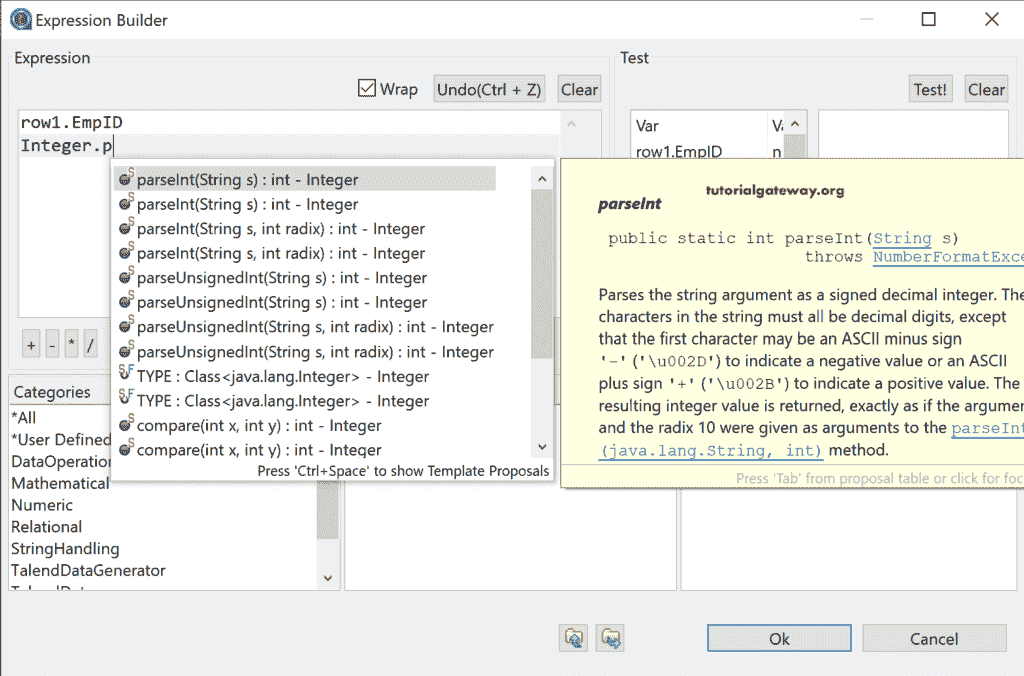 Expression Builder
Expression
Wrap
Undo(Ctrl + Z)
Clear
row1.EmpID
Integer.p
parseInt(String s) : int - Integer
parseInt(String s) : int - Integer
parseInt(String s, int radix) : int - Integer
parseInt(String s, int radix) : int - Integer
parseUnsignedInt(String s) : int - Integer
parseUnsignedInt(String s) : int - Integer
parseUnsignedInt(String s, int radix) : int - Integer
parseUnsignedInt(String s, int radix) : int - Integer
TYPE : Class<java.lang.Integer> - Integer
TYPE : Class<java.lang.Integer> - Integer
compare(int x, int y) : int - Integer
compare(int x, int y) : int - Integer
Press 'Ctrl+Space' to show Template Proposals
+ - * /
Test
Test!
Clear
Var
row1.EmpID n
tutorialgateway.org
parseInt
public static int parseInt(String s)
throws NumberFormatExce
Parses the string argument as a signed decimal integer. The
characters in the string must all be decimal digits, except
that the first character may be an ASCII minus sign
'-' ('\u002D') to indicate a negative value or an ASCII
plus sign '+' ('\u002B') to indicate a positive value. The
resulting integer value is returned, exactly as if the argumen
and the radix 10 were given as arguments to the parseInt
(java.lang.String, int) method.
Press 'Tab' from proposal table or click for foc
Categories
*All
*User Defined
DataOperation
Mathematical
Numeric
Relational
StringHandling
TalendDataGenerator
Ok
Cancel